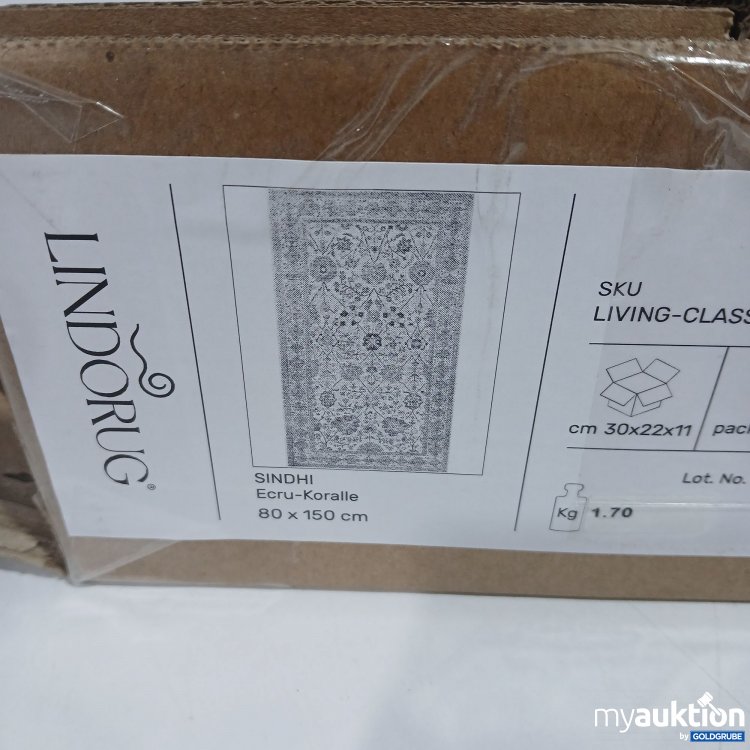 LINDORUG®
SINDHI
Ecru-Koralle
80 x 150 cm
SKU
LIVING-CLASS
cm 30x22x11
pack
Lot. No.
Kg 1.70
myauktion
by GOLDGRUBE